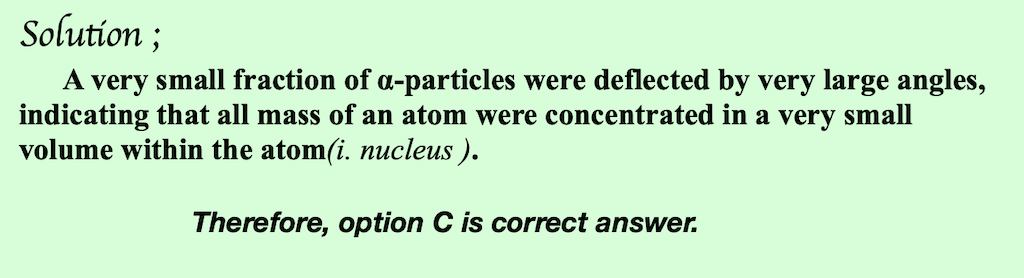 Solution ;
A very small fraction of α-particles were deflected by very large angles,
indicating that all mass of an atom were concentrated in a very small
volume within the atom(i. nucleus ).
Therefore, option C is correct answer.